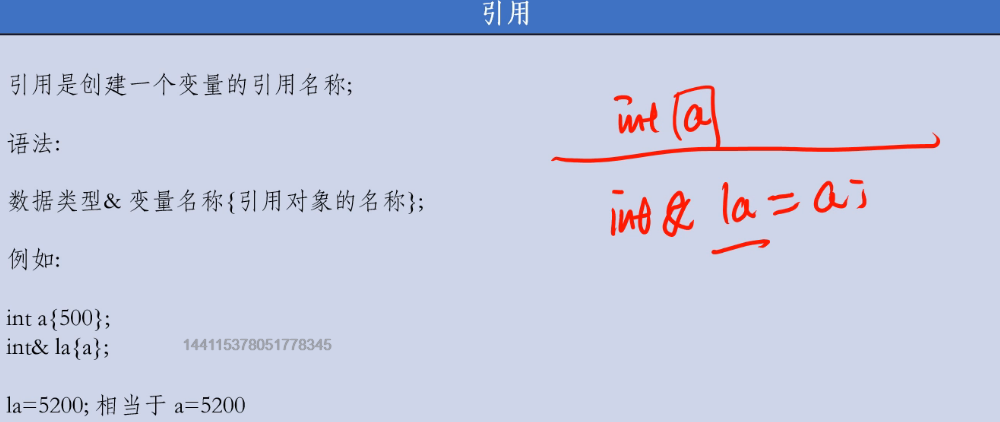 引用
引用是创建一个变量的引用名称;
int a
语法:
int & la = a;
数据类型& 变量名称{引用对象的名称};
例如:
int a{500};
int& la{a};
144115378051778345
la=5200; 相当于 a=5200